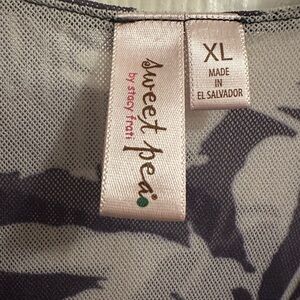 sweet pea
by stacy frati
XL
MADE
IN
EL SALVADOR